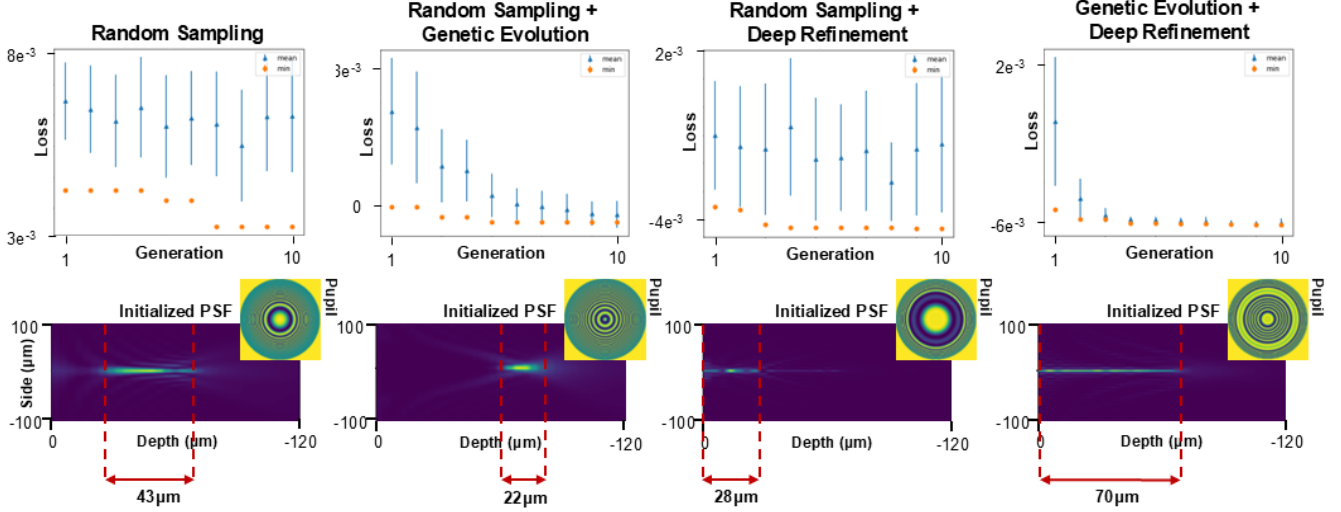 Random Sampling
Random Sampling +
Genetic Evolution
Random Sampling +
Deep Refinement
Genetic Evolution +
Deep Refinement
8e⁻³
mean
min
Loss
3e⁻³
Generation
1
10
3e⁻³
mean
min
Loss
0
Generation
1
10
2e⁻³
mean
min
Loss
-4e⁻³
Generation
1
10
2e⁻³
mean
min
Loss
-6e⁻³
Generation
1
10
Initialized PSF
Pupil
100
Side (µm)
-100
0
Depth (µm)
-120
43µm
Initialized PSF
Pupil
100
-100
0
Depth (µm)
-120
22µm
Initialized PSF
Pupil
100
-100
0
Depth (µm)
-120
28µm
Initialized PSF
Pupil
100
-100
0
Depth (µm)
-120
70µm